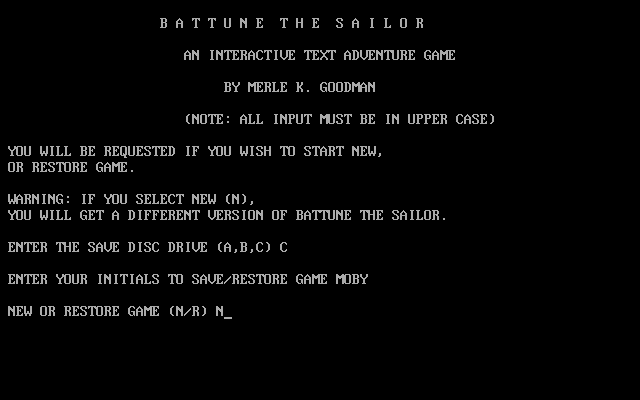 B A T T U N E  T H E  S A I L O R
AN INTERACTIVE TEXT ADVENTURE GAME
BY MERLE K. GOODMAN
(NOTE: ALL INPUT MUST BE IN UPPER CASE)
YOU WILL BE REQUESTED IF YOU WISH TO START NEW,
OR RESTORE GAME.
WARNING: IF YOU SELECT NEW (N),
YOU WILL GET A DIFFERENT VERSION OF BATTUNE THE SAILOR.
ENTER THE SAVE DISC DRIVE (A,B,C) C
ENTER YOUR INITIALS TO SAVE/RESTORE GAME MOBY
NEW OR RESTORE GAME (N/R) N_